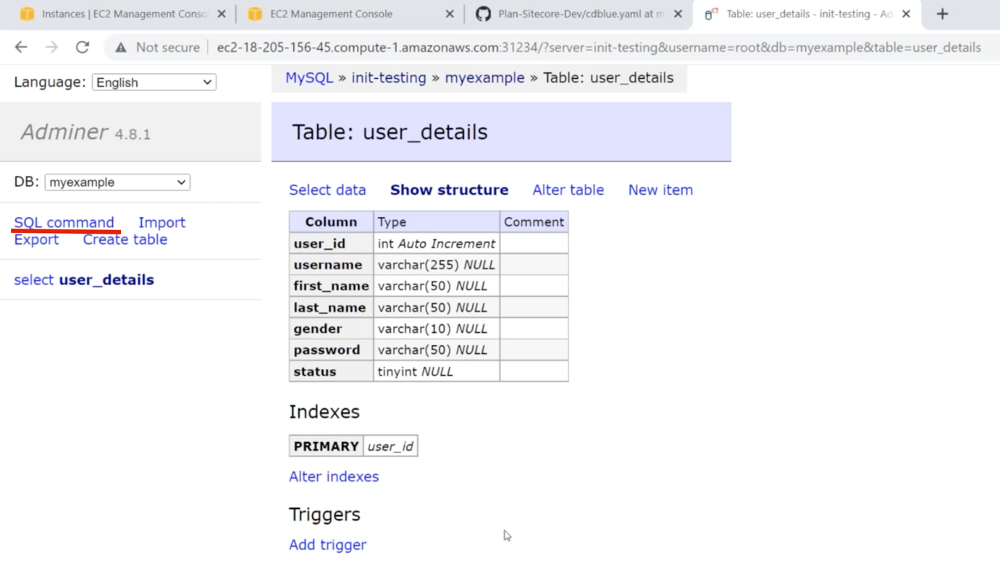 Instances | EC2 Management Conso
EC2 Management Console
Plan-Sitecore-Dev/cdblue.yaml at m
Table: user_details - init-testing - Ad
Not secure
ec2-18-205-156-45.compute-1.amazonaws.com:31234/?server=init-testing&username=root&db=myexample&table=user_details
Language: English
MySQL » init-testing » myexample » Table: user_details
Adminer 4.8.1
Table: user_details
DB: myexample
SQL command Import
Export Create table
select user_details
Select data Show structure Alter table New item
Column Type Comment
user_id int Auto Increment
username varchar(255) NULL
first_name varchar(50) NULL
last_name varchar(50) NULL
gender varchar(10) NULL
password varchar(50) NULL
status tinyint NULL
Indexes
PRIMARY user_id
Alter indexes
Triggers
Add trigger